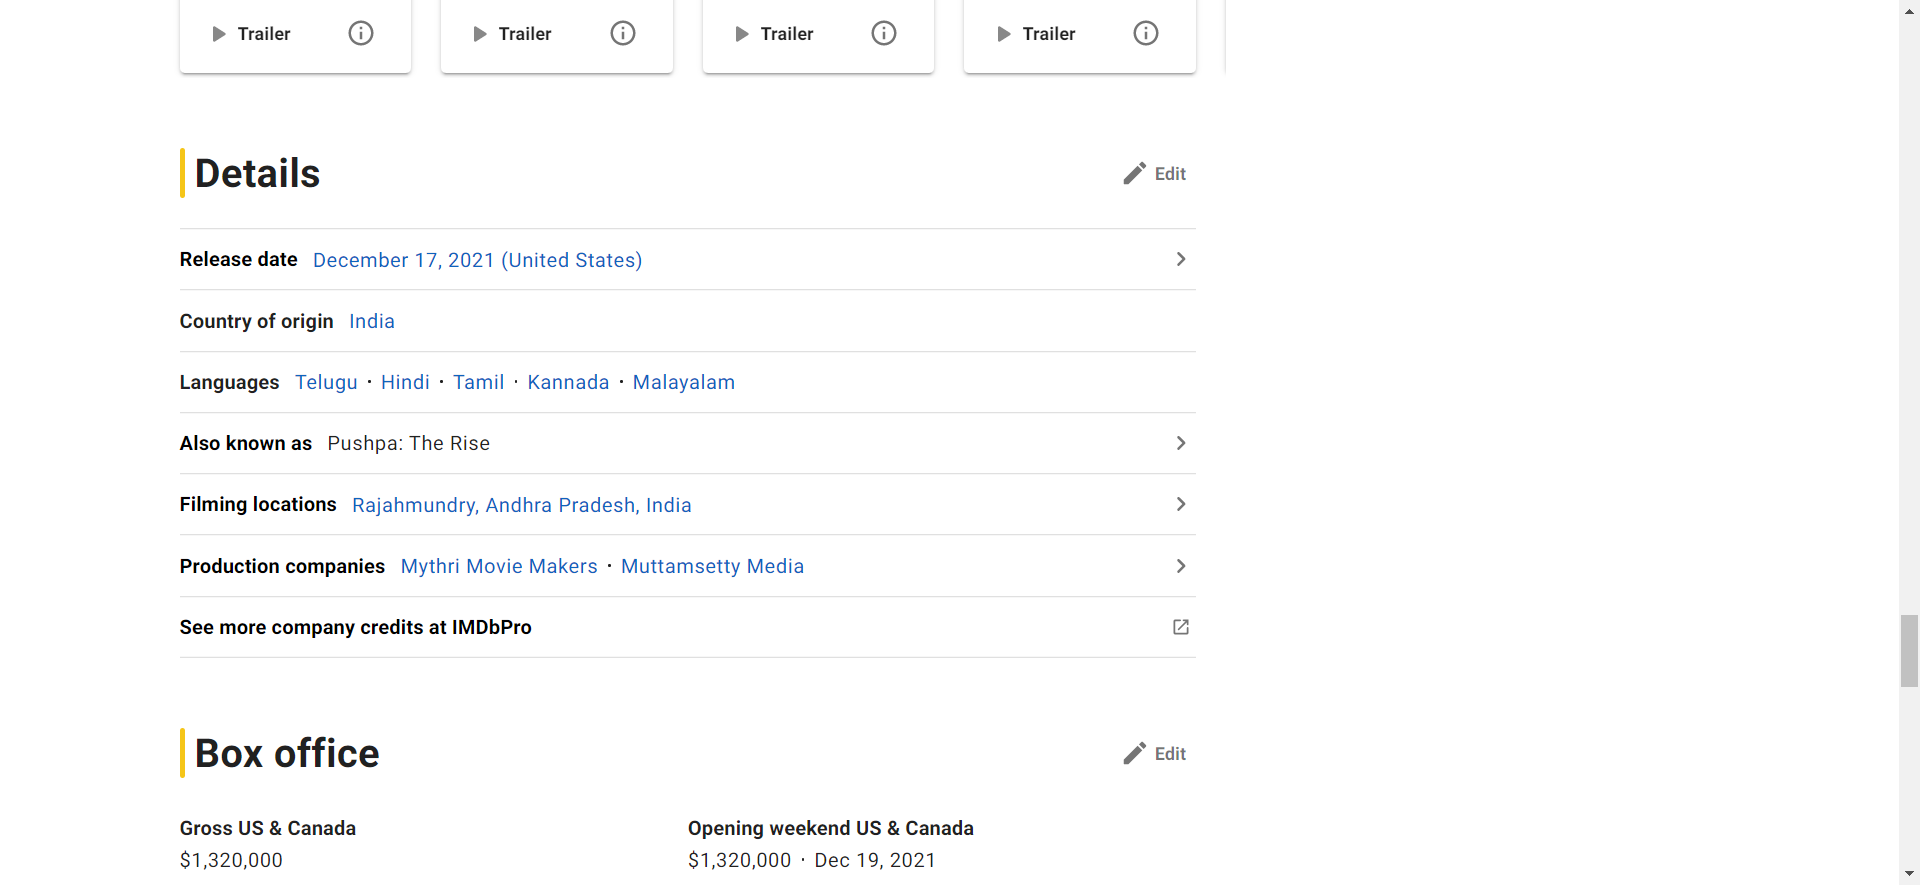 Trailer Trailer Trailer Trailer
Details Edit
Release date December 17, 2021 (United States)
Country of origin India
Languages Telugu · Hindi · Tamil · Kannada · Malayalam
Also known as Pushpa: The Rise
Filming locations Rajahmundry, Andhra Pradesh, India
Production companies Mythri Movie Makers · Muttamsetty Media
See more company credits at IMDbPro
Box office Edit
Gross US & Canada Opening weekend US & Canada
$1,320,000 $1,320,000 · Dec 19, 2021